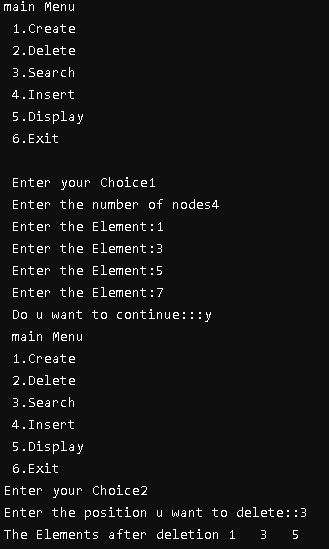 main Menu
1.Create
2.Delete
3.Search
4.Insert
5.Display
6.Exit
Enter your Choice1
Enter the number of nodes4
Enter the Element:1
Enter the Element:3
Enter the Element:5
Enter the Element:7
Do u want to continue:::y
main Menu
1.Create
2.Delete
3.Search
4.Insert
5.Display
6.Exit
Enter your Choice2
Enter the position u want to delete::3
The Elements after deletion 1   3   5